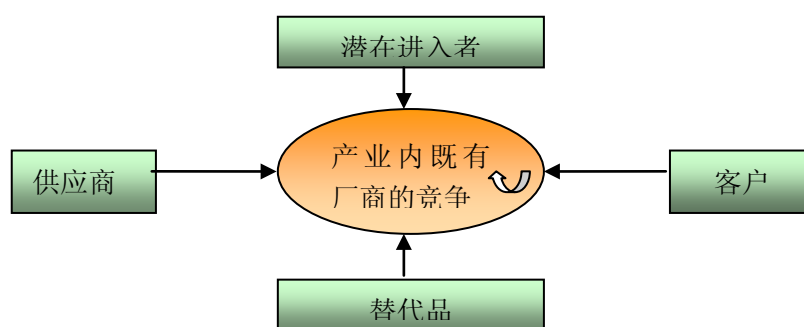 潜在进入者
供应商
产业内既有
厂商的竞争
客户
替代品